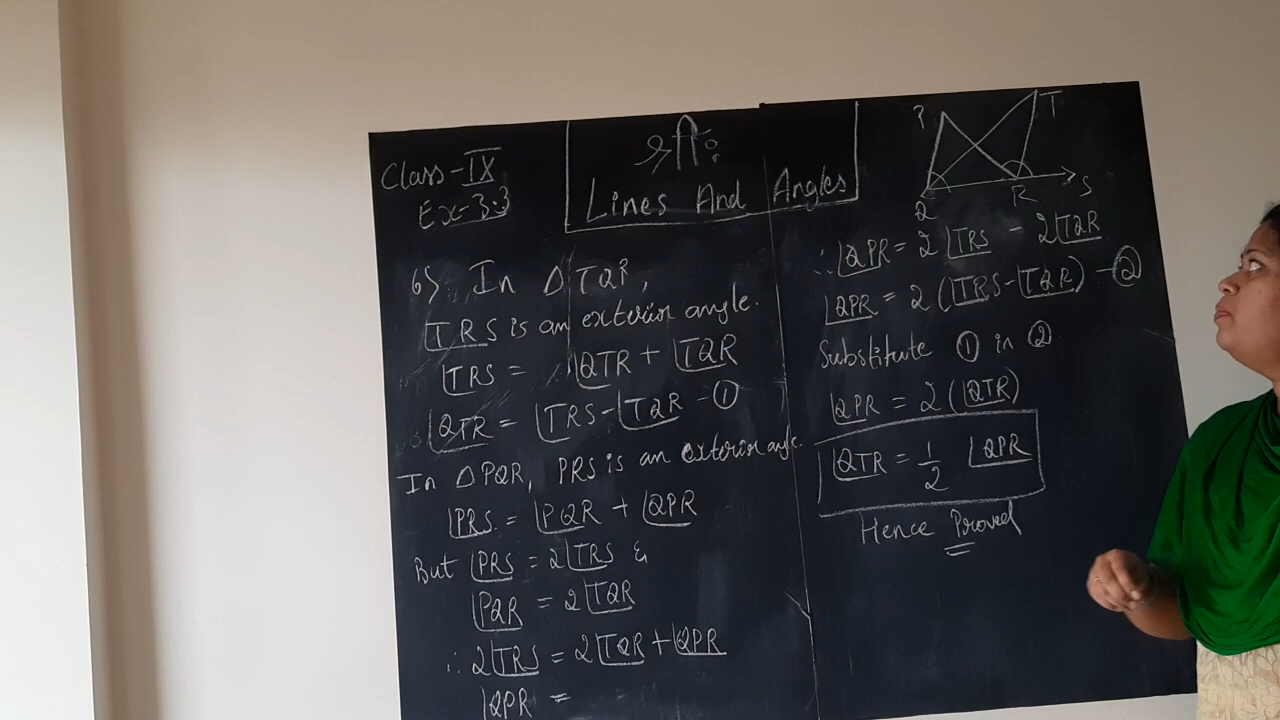 Class-IX
Ex-3.3
Lines And Angles
6) In Δ TQR,
∠TRS is an exterior angle.
∠TRS = ∠QTR + ∠TQR
∠QTR = ∠TRS-∠TQR -①
In ΔPQR, PRS is an exterior angle.
∠PRS = ∠PQR + ∠QPR
But ∠PRS = 2∠TRS &
∠PQR = 2∠TQR
∴ 2∠TRS = 2∠TQR+∠QPR
∠QPR =
P
T
Q
R
S
∴ ∠QPR = 2∠TRS - 2∠TQR
∠QPR = 2(∠TRS-∠TQR) -②
Substitute ① in ②
∠QPR = 2(∠QTR)
∠QTR = 1/2 ∠QPR
Hence Proved